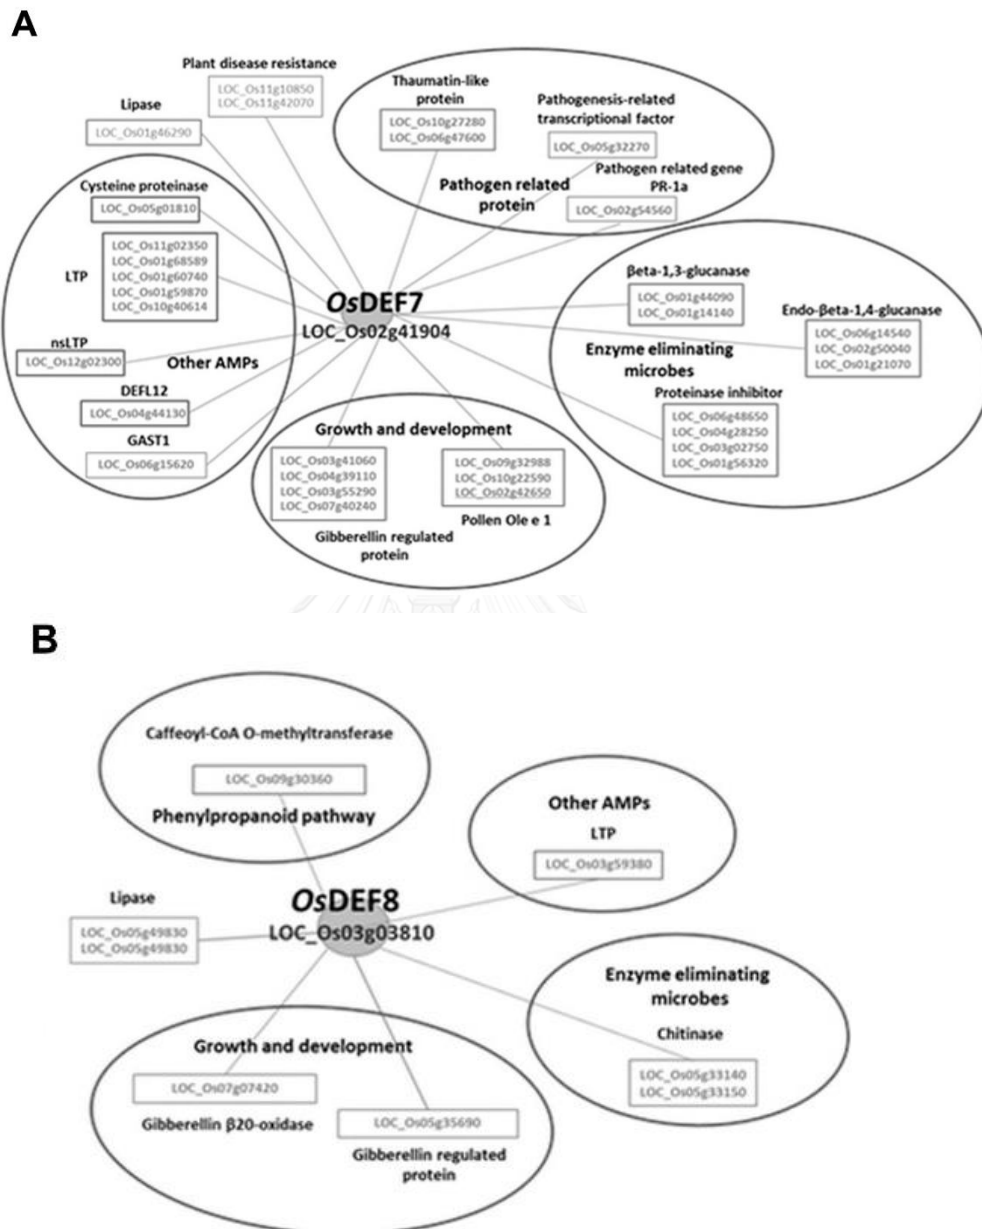 A
Plant disease resistance
LOC_Os11g10850
LOC_Os11g42070
Lipase
LOC_Os01g46290
Thaumatin-like
protein
LOC_Os10g27280
LOC_Os06g47600
Pathogenesis-related
transcriptional factor
LOC_Os05g32270
Pathogen related gene
PR-1a
LOC_Os02g54560
Pathogen related
protein
Cysteine proteinase
LOC_Os05g01810
LTP
LOC_Os11g02350
LOC_Os01g68589
LOC_Os01g60740
LOC_Os01g59870
LOC_Os10g40614
nsLTP
LOC_Os12g02300
Other AMPs
DEFL12
LOC_Os04g44130
GAST1
LOC_Os06g15620
OsDEF7
LOC_Os02g41904
βeta-1,3-glucanase
LOC_Os01g44090
LOC_Os01g14140
Endo-βeta-1,4-glucanase
LOC_Os06g14540
LOC_Os02g50040
LOC_Os01g21070
Enzyme eliminating
microbes
Proteinase inhibitor
LOC_Os06g48650
LOC_Os04g28250
LOC_Os03g02750
LOC_Os01g56320
Growth and development
LOC_Os03g41060
LOC_Os04g39110
LOC_Os03g55290
LOC_Os07g40240
Gibberellin regulated
protein
LOC_Os09g32988
LOC_Os10g22590
LOC_Os02g42650
Pollen Ole e 1
B
Caffeoyl-CoA O-methyltransferase
LOC_Os09g30360
Phenylpropanoid pathway
Other AMPs
LTP
LOC_Os03g59380
OsDEF8
LOC_Os03g03810
Lipase
LOC_Os05g49830
LOC_Os05g49830
Enzyme eliminating
microbes
Chitinase
LOC_Os05g33140
LOC_Os05g33150
Growth and development
LOC_Os07g07420
Gibberellin β20-oxidase
LOC_Os05g35690
Gibberellin regulated
protein